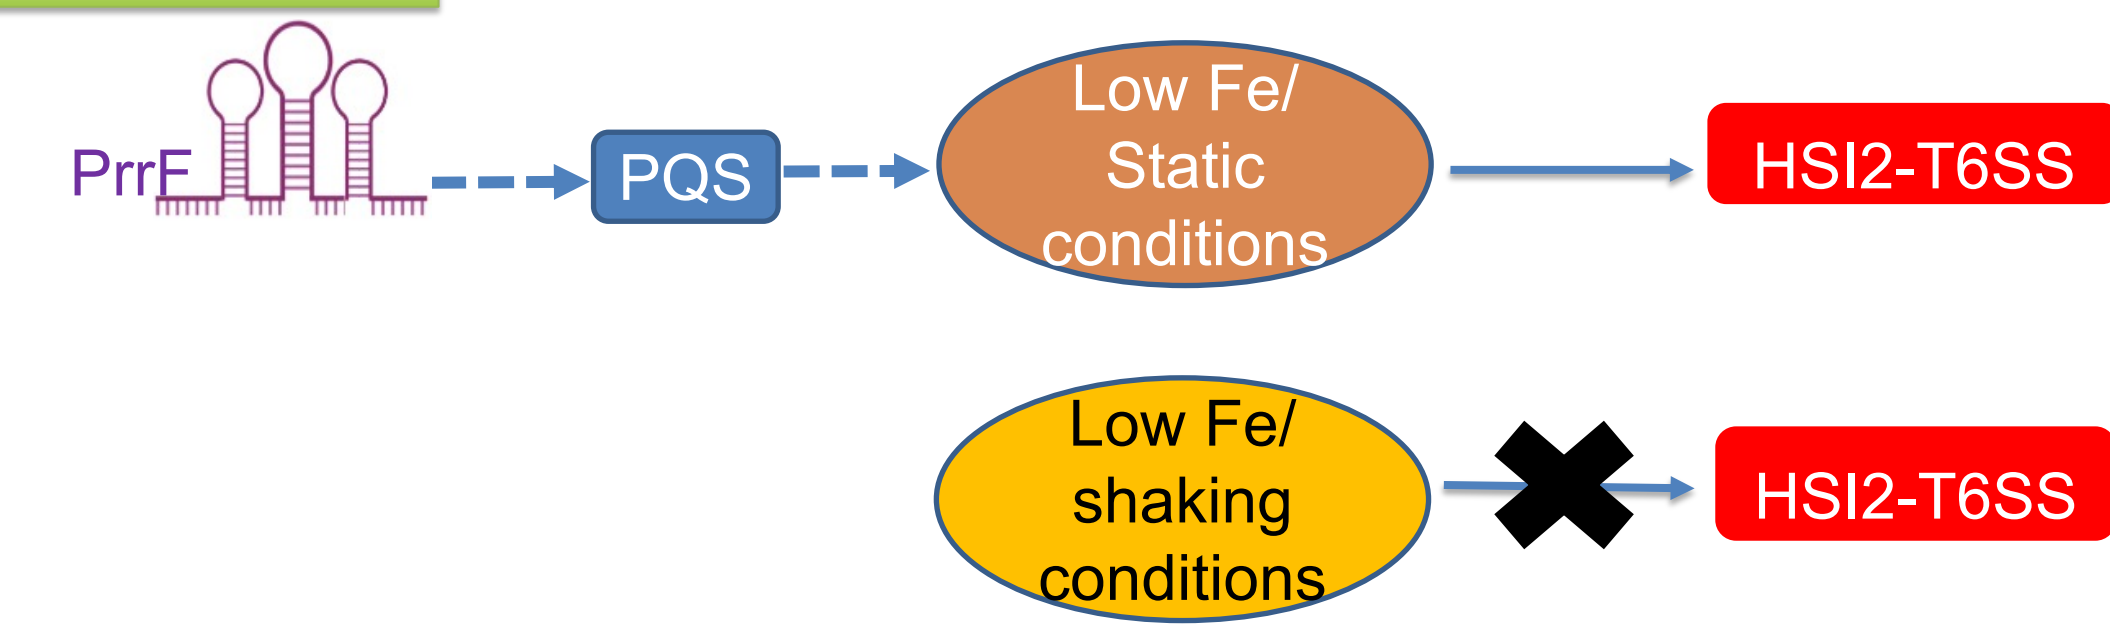 PrrF
PQS
Low Fe/
Static
conditions
HSI2-T6SS
Low Fe/
shaking
conditions
HSI2-T6SS